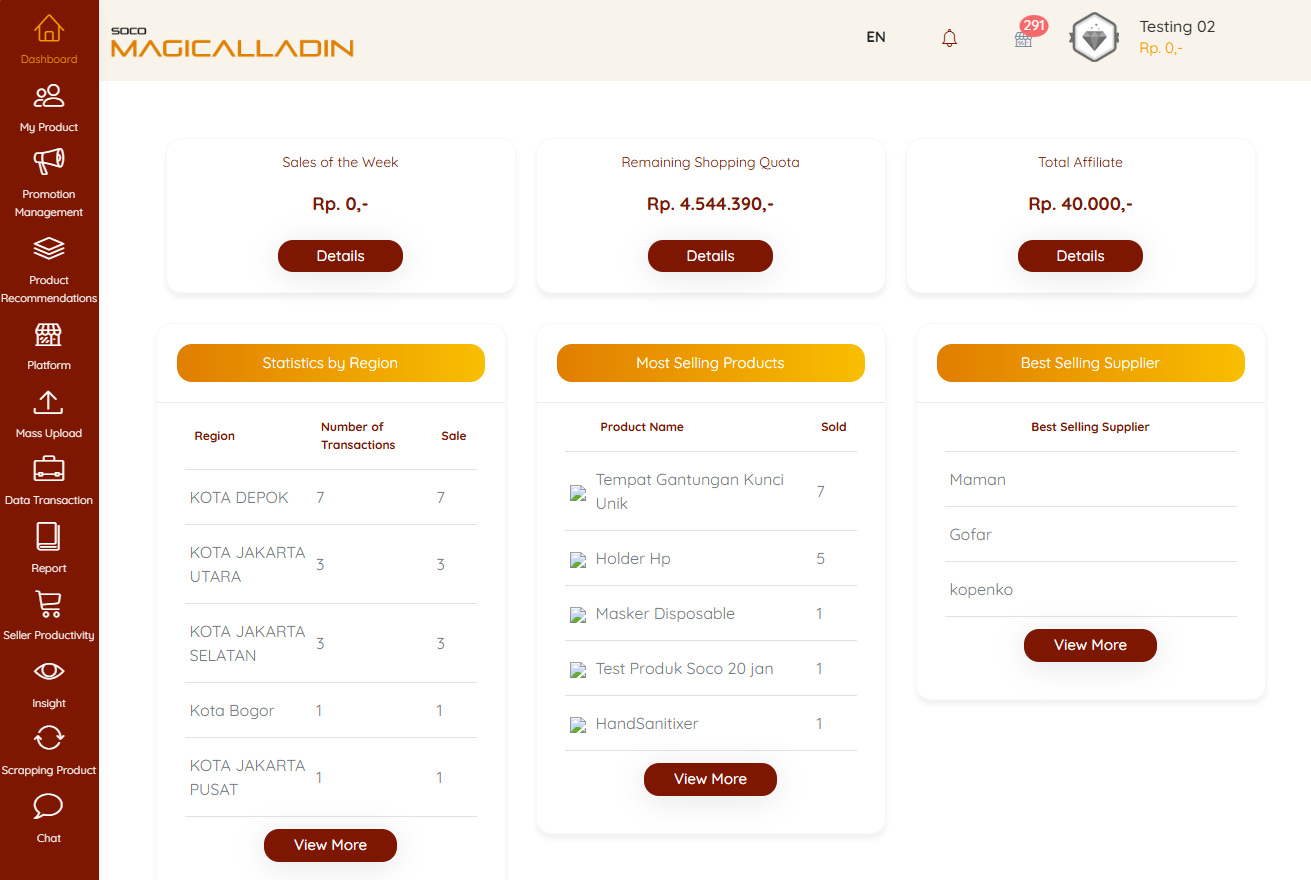 SOCO
MAGICALLADIN
EN
291
Testing 02
Rp. 0,-
Dashboard
My Product
Promotion
Management
Product
Recommendations
Platform
Mass Upload
Data Transaction
Report
Seller Productivity
Insight
Scrapping Product
Chat
Sales of the Week
Rp. 0,-
Details
Remaining Shopping Quota
Rp. 4.544.390,-
Details
Total Affiliate
Rp. 40.000,-
Details
Statistics by Region
Region
Number of
Transactions
Sale
KOTA DEPOK 7 7
KOTA JAKARTA
UTARA
3 3
KOTA JAKARTA
SELATAN
3 3
Kota Bogor 1 1
KOTA JAKARTA
PUSAT
1 1
View More
Most Selling Products
Product Name Sold
Tempat Gantungan Kunci
Unik
7
Holder Hp 5
Masker Disposable 1
Test Produk Soco 20 jan 1
HandSanitixer 1
View More
Best Selling Supplier
Best Selling Supplier
Maman
Gofar
kopenko
View More